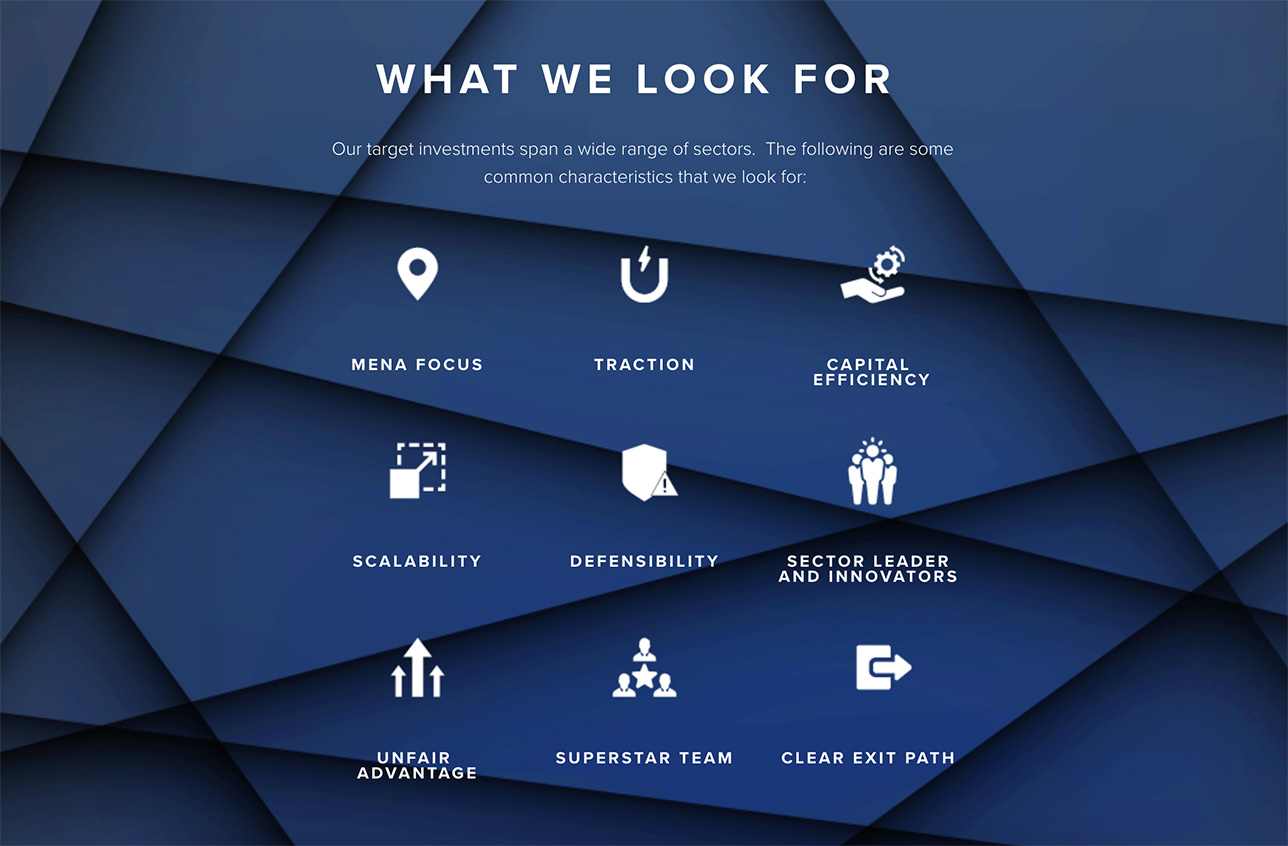 WHAT WE LOOK FOR
Our target investments span a wide range of sectors.  The following are some
common characteristics that we look for:
MENA FOCUS
TRACTION
CAPITAL
EFFICIENCY
SCALABILITY
DEFENSIBILITY
SECTOR LEADER
AND INNOVATORS
UNFAIR
ADVANTAGE
SUPERSTAR TEAM
CLEAR EXIT PATH